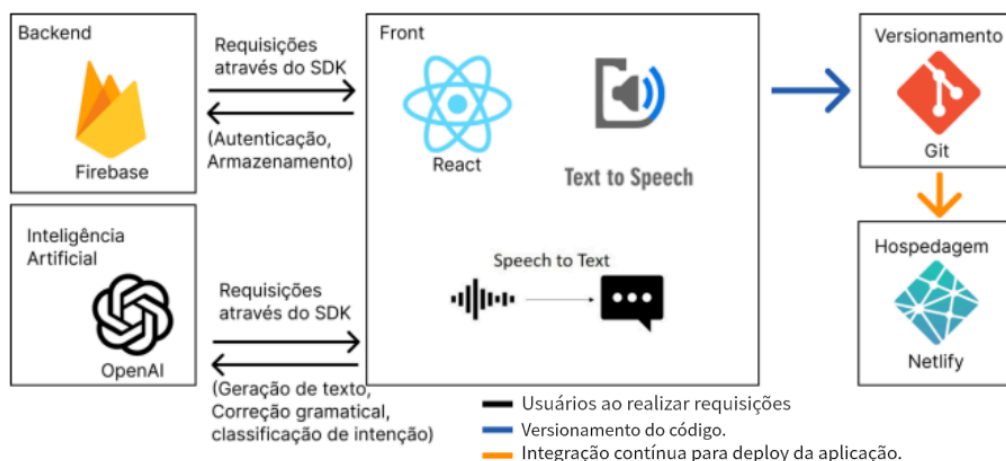 Backend
Firebase
Requisições
através do SDK
(Autenticação,
Armazenamento)
Front
React
Text to Speech
Speech to Text
Versionamento
Git
Inteligência
Artificial
OpenAI
Requisições
através do SDK
(Geração de texto,
Correção gramatical,
classificação de intenção)
Hospedagem
Netlify
Usuários ao realizar requisições
Versionamento do código.
Integração contínua para deploy da aplicação.